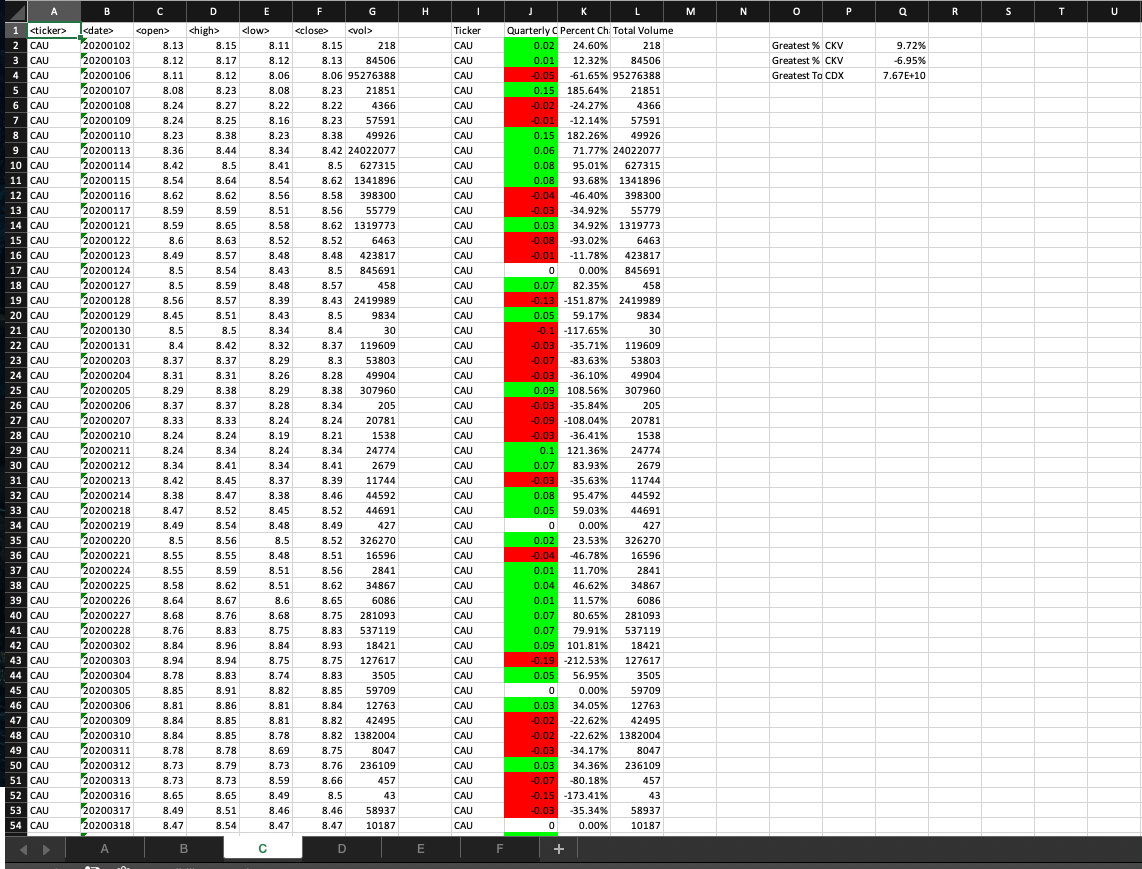 A B C D E F G H I J K L M N O P Q R S T U
1 <ticker> <date> <open> <high> <low> <close> <vol> Ticker Quarterly C Percent Ch Total Volume
2 CAU 20200102 8.13 8.15 8.11 8.15 218 CAU 0.02 24.60% 218 Greatest % CKV 9.72%
3 CAU 20200103 8.12 8.17 8.12 8.13 84506 CAU 0.01 12.32% 84506 Greatest % CKV -6.95%
4 CAU 20200106 8.11 8.12 8.06 8.06 95276388 CAU -0.05 -61.65% 95276388 Greatest To CDX 7.67E+10
5 CAU 20200107 8.08 8.23 8.08 8.23 21851 CAU 0.15 185.64% 21851
6 CAU 20200108 8.24 8.27 8.22 8.22 4366 CAU -0.02 -24.27% 4366
7 CAU 20200109 8.24 8.25 8.16 8.23 57591 CAU -0.01 -12.14% 57591
8 CAU 20200110 8.23 8.38 8.23 8.38 49926 CAU 0.15 182.26% 49926
9 CAU 20200113 8.36 8.44 8.34 8.42 24022077 CAU 0.06 71.77% 24022077
10 CAU 20200114 8.42 8.5 8.41 8.5 627315 CAU 0.08 95.01% 627315
11 CAU 20200115 8.54 8.64 8.54 8.62 1341896 CAU 0.08 93.68% 1341896
12 CAU 20200116 8.62 8.62 8.56 8.58 398300 CAU -0.04 -46.40% 398300
13 CAU 20200117 8.59 8.59 8.51 8.56 55779 CAU -0.03 -34.92% 55779
14 CAU 20200121 8.59 8.65 8.58 8.62 1319773 CAU 0.03 34.92% 1319773
15 CAU 20200122 8.6 8.63 8.52 8.52 6463 CAU -0.08 -93.02% 6463
16 CAU 20200123 8.49 8.57 8.48 8.48 423817 CAU -0.01 -11.78% 423817
17 CAU 20200124 8.5 8.54 8.43 8.5 845691 CAU 0 0.00% 845691
18 CAU 20200127 8.5 8.59 8.48 8.57 458 CAU 0.07 82.35% 458
19 CAU 20200128 8.56 8.57 8.39 8.43 2419989 CAU -0.13 -151.87% 2419989
20 CAU 20200129 8.45 8.51 8.43 8.5 9834 CAU 0.05 59.17% 9834
21 CAU 20200130 8.5 8.5 8.34 8.4 30 CAU -0.1 -117.65% 30
22 CAU 20200131 8.4 8.42 8.32 8.37 119609 CAU -0.03 -35.71% 119609
23 CAU 20200203 8.37 8.37 8.29 8.3 53803 CAU -0.07 -83.63% 53803
24 CAU 20200204 8.31 8.31 8.26 8.28 49904 CAU -0.03 -36.10% 49904
25 CAU 20200205 8.29 8.38 8.29 8.38 307960 CAU 0.09 108.56% 307960
26 CAU 20200206 8.37 8.37 8.28 8.34 205 CAU -0.03 -35.84% 205
27 CAU 20200207 8.33 8.33 8.24 8.24 20781 CAU -0.09 -108.04% 20781
28 CAU 20200210 8.24 8.24 8.19 8.21 1538 CAU -0.03 -36.41% 1538
29 CAU 20200211 8.24 8.34 8.24 8.34 24774 CAU 0.1 121.36% 24774
30 CAU 20200212 8.34 8.41 8.34 8.41 2679 CAU 0.07 83.93% 2679
31 CAU 20200213 8.42 8.45 8.37 8.39 11744 CAU -0.03 -35.63% 11744
32 CAU 20200214 8.38 8.47 8.38 8.46 44592 CAU 0.08 95.47% 44592
33 CAU 20200218 8.47 8.52 8.45 8.52 44691 CAU 0.05 59.03% 44691
34 CAU 20200219 8.49 8.54 8.48 8.49 427 CAU 0 0.00% 427
35 CAU 20200220 8.5 8.56 8.5 8.52 326270 CAU 0.02 23.53% 326270
36 CAU 20200221 8.55 8.55 8.48 8.51 16596 CAU -0.04 -46.78% 16596
37 CAU 20200224 8.55 8.59 8.51 8.56 2841 CAU 0.01 11.70% 2841
38 CAU 20200225 8.58 8.62 8.51 8.62 34867 CAU 0.04 46.62% 34867
39 CAU 20200226 8.64 8.67 8.6 8.65 6086 CAU 0.01 11.57% 6086
40 CAU 20200227 8.68 8.76 8.68 8.75 281093 CAU 0.07 80.65% 281093
41 CAU 20200228 8.76 8.83 8.75 8.83 537119 CAU 0.07 79.91% 537119
42 CAU 20200302 8.84 8.96 8.84 8.93 18421 CAU 0.09 101.81% 18421
43 CAU 20200303 8.94 8.94 8.75 8.75 127617 CAU -0.19 -212.53% 127617
44 CAU 20200304 8.78 8.83 8.74 8.83 3505 CAU 0.05 56.95% 3505
45 CAU 20200305 8.85 8.91 8.82 8.85 59709 CAU 0 0.00% 59709
46 CAU 20200306 8.81 8.86 8.81 8.84 12763 CAU 0.03 34.05% 12763
47 CAU 20200309 8.84 8.85 8.81 8.82 42495 CAU -0.02 -22.62% 42495
48 CAU 20200310 8.84 8.85 8.78 8.82 1382004 CAU -0.02 -22.62% 1382004
49 CAU 20200311 8.78 8.78 8.69 8.75 8047 CAU -0.03 -34.17% 8047
50 CAU 20200312 8.73 8.79 8.73 8.76 236109 CAU 0.03 34.36% 236109
51 CAU 20200313 8.73 8.73 8.59 8.66 457 CAU -0.07 -80.18% 457
52 CAU 20200316 8.65 8.65 8.49 8.5 43 CAU -0.15 -173.41% 43
53 CAU 20200317 8.49 8.51 8.46 8.46 58937 CAU -0.03 -35.34% 58937
54 CAU 20200318 8.47 8.54 8.47 8.47 10187 CAU 0 0.00% 10187
A B C D E F +